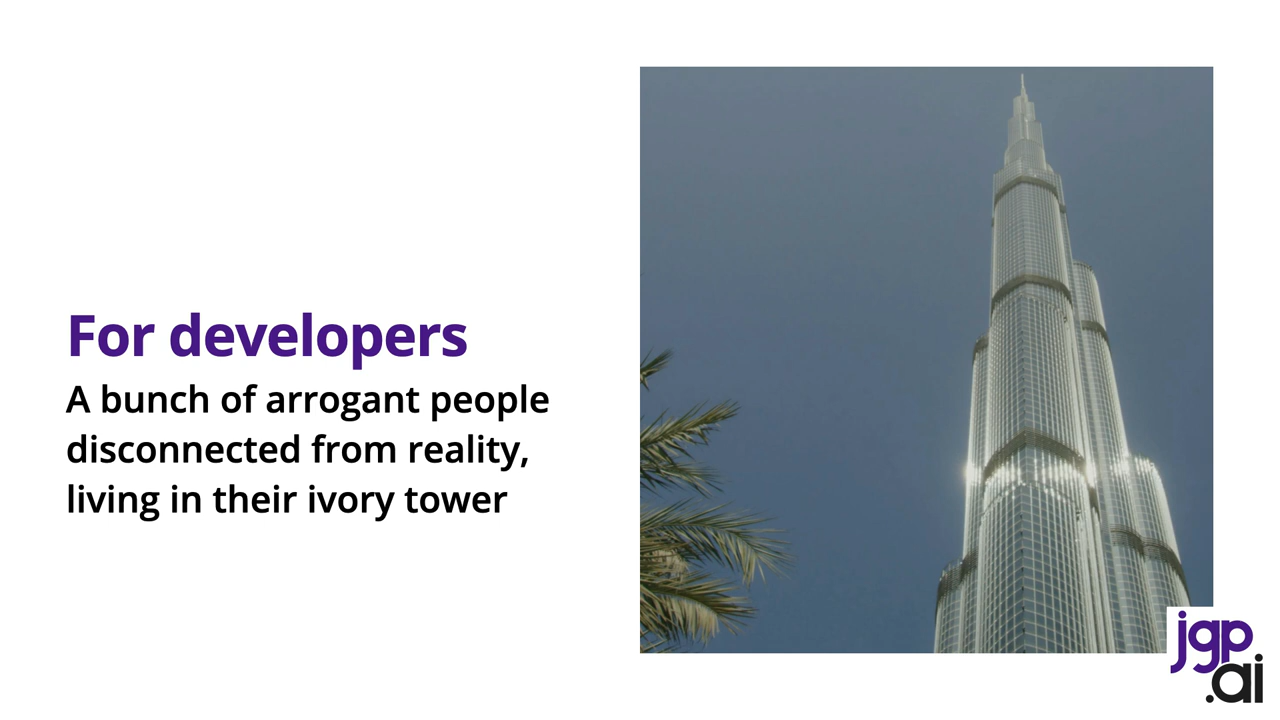 For developers
A bunch of arrogant people
disconnected from reality,
living in their ivory tower
jgp
.ai